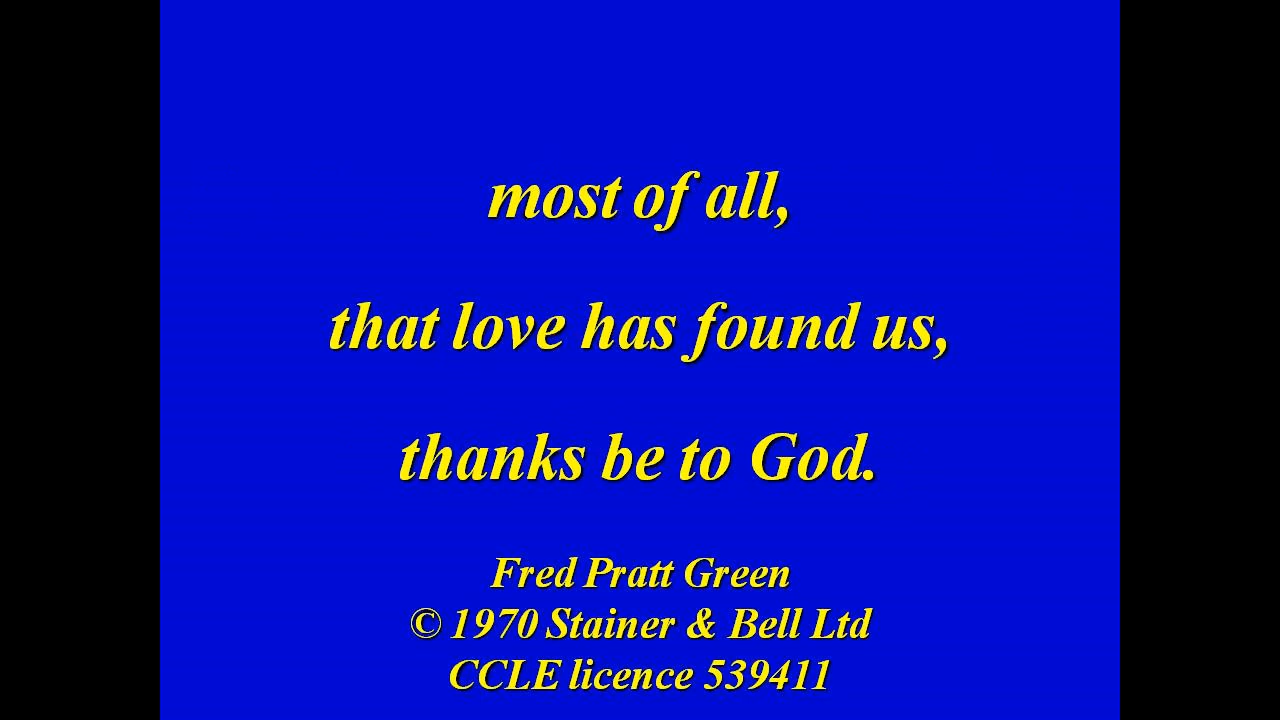 most of all,
that love has found us,
thanks be to God.
Fred Pratt Green
© 1970 Stainer & Bell Ltd
CCLE licence 539411